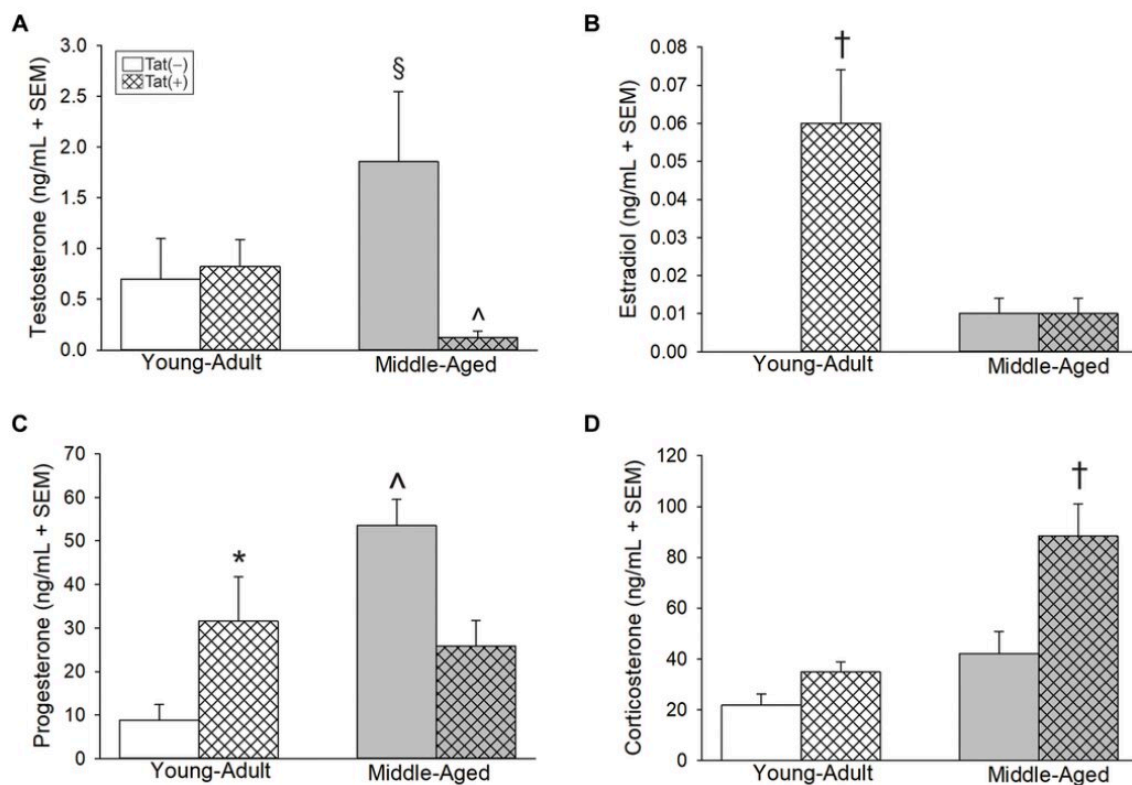 A
Testosterone (ng/mL + SEM)
3.0
2.5
2.0
1.5
1.0
0.5
0.0
Tat(−)
Tat(+)
§
^
Young-Adult
Middle-Aged
B
Estradiol (ng/mL + SEM)
0.08
0.07
0.06
0.05
0.04
0.03
0.02
0.01
0.00
†
Young-Adult
Middle-Aged
C
Progesterone (ng/mL + SEM)
70
60
50
40
30
20
10
0
*
^
Young-Adult
Middle-Aged
D
Corticosterone (ng/mL + SEM)
120
100
80
60
40
20
0
†
Young-Adult
Middle-Aged